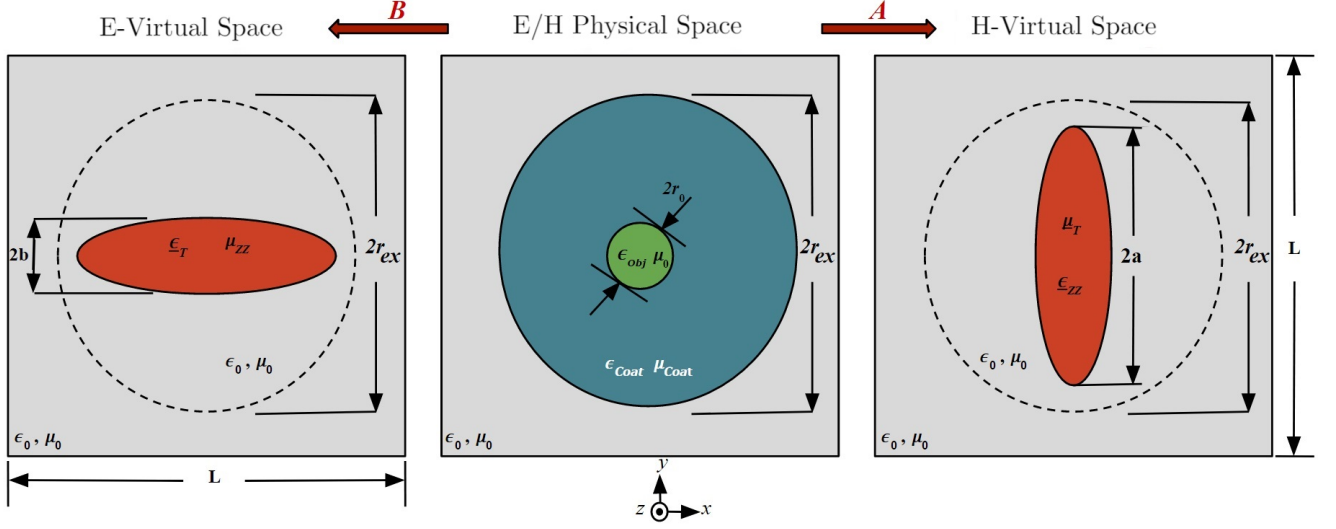 E-Virtual Space
B
E/H Physical Space
A
H-Virtual Space
2b
ϵ_T μ_ZZ
2r_ex
ϵ_0 , μ_0
ϵ_0 , μ_0
L
2r_0
ϵ_Obj μ_0
2r_ex
ϵ_Coat μ_Coat
ϵ_0 , μ_0
y
z x
μ_T
ϵ_ZZ
2a
2r_ex
L
ϵ_0 , μ_0
ϵ_0 , μ_0